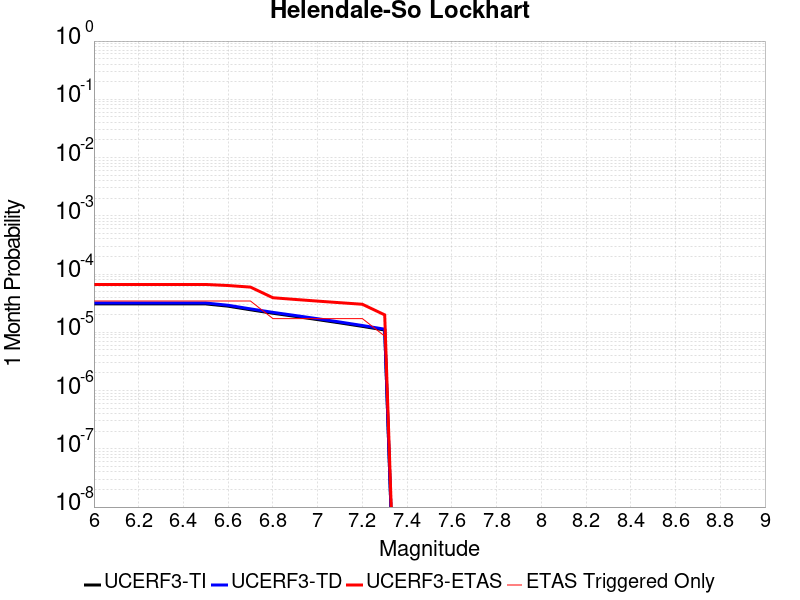 Helendale-So Lockhart
10^0
10^-1
10^-2
10^-3
10^-4
10^-5
10^-6
10^-7
10^-8
1 Month Probability
6 6.2 6.4 6.6 6.8 7 7.2 7.4 7.6 7.8 8 8.2 8.4 8.6 8.8 9
Magnitude
UCERF3-TI UCERF3-TD UCERF3-ETAS ETAS Triggered Only